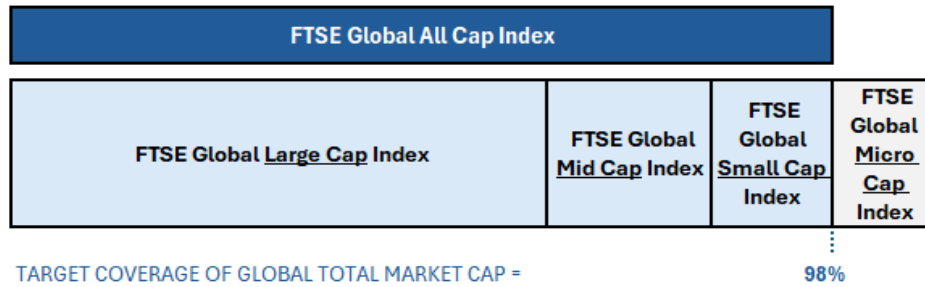 FTSE Global All Cap Index
FTSE Global Large Cap Index
FTSE Global
Mid Cap Index
FTSE
Global
Small Cap
Index
FTSE
Global
Micro
Cap
Index
TARGET COVERAGE OF GLOBAL TOTAL MARKET CAP =
98%